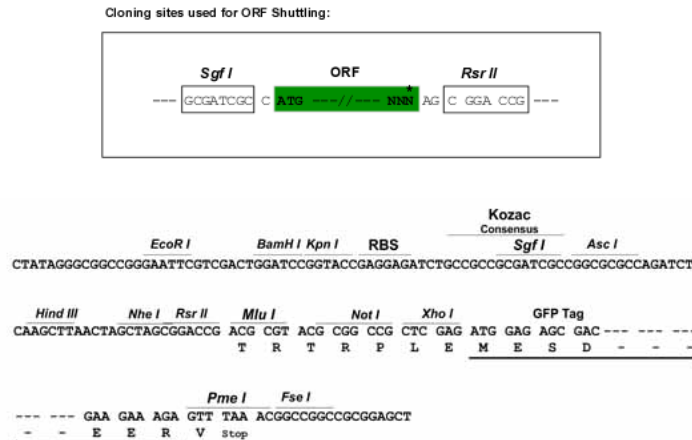 Cloning sites used for ORF Shuttling:
Sgf I ORF Rsr II
--- GCGATCGC C ATG ---//--- NNN* AG C GGA CCG ---
Kozac
Consensus
EcoR I BamH I Kpn I RBS Sgf I Asc I
CTATAGGGCGGCCGGGAATTCGTCGACTGGATCCGGTACCGAGGAGATCTGCCGCCGCGATCGCCGGCGCGCCAGATCT
Hind III Nhe I Rsr II Mlu I Not I Xho I GFP Tag
CAAGCTTAACTAGCTAGCGGACCG ACG CGT ACG CGG CCG CTC GAG ATG GAG AGC GAC--- --- ---
T R T R P L E M E S D - - -
Pme I Fse I
--- --- GAA GAA AGA GTT TAA ACGGCCGGCCGCGGAGCT
- - E E R V Stop